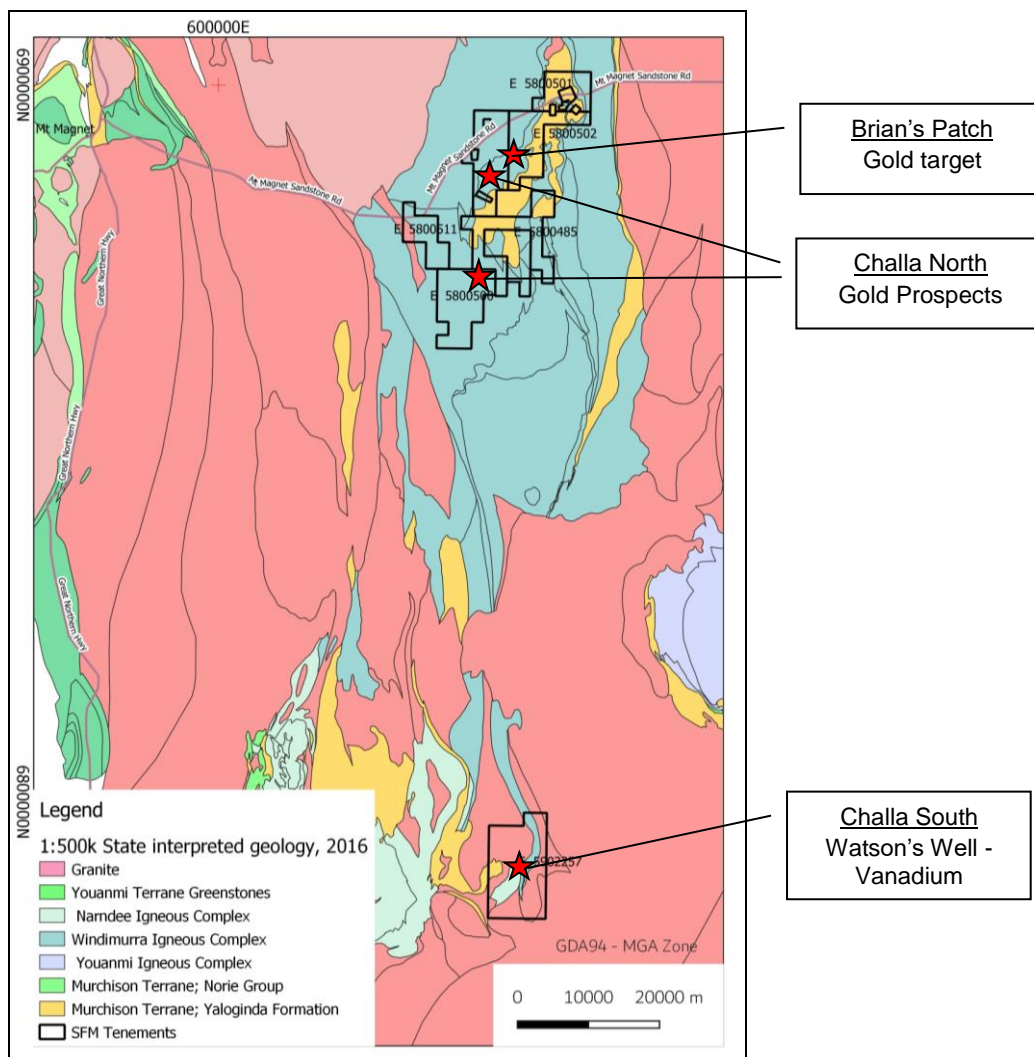 600000E
6900000N
E 5800501
Mt Magnet Sandstone Rd
E 5800502
Mt Magnet
Mt Magnet Sandstone Rd
Mt Magnet Sandstone Rd
E 5800511
E 5800485
Great Northern Hwy
E 5800500
Great Northern Hwy
Great Northern Hwy
6800000N
Brian's Patch
Gold target
Challa North
Gold Prospects
Challa South
Watson's Well -
Vanadium
5902257
GDA94 - MGA Zone
0 10000 20000 m
Legend
1:500k State interpreted geology, 2016
Granite
Youanmi Terrane Greenstones
Narndee Igneous Complex
Windimurra Igneous Complex
Youanmi Igneous Complex
Murchison Terrane; Norie Group
Murchison Terrane; Yaloginda Formation
SFM Tenements